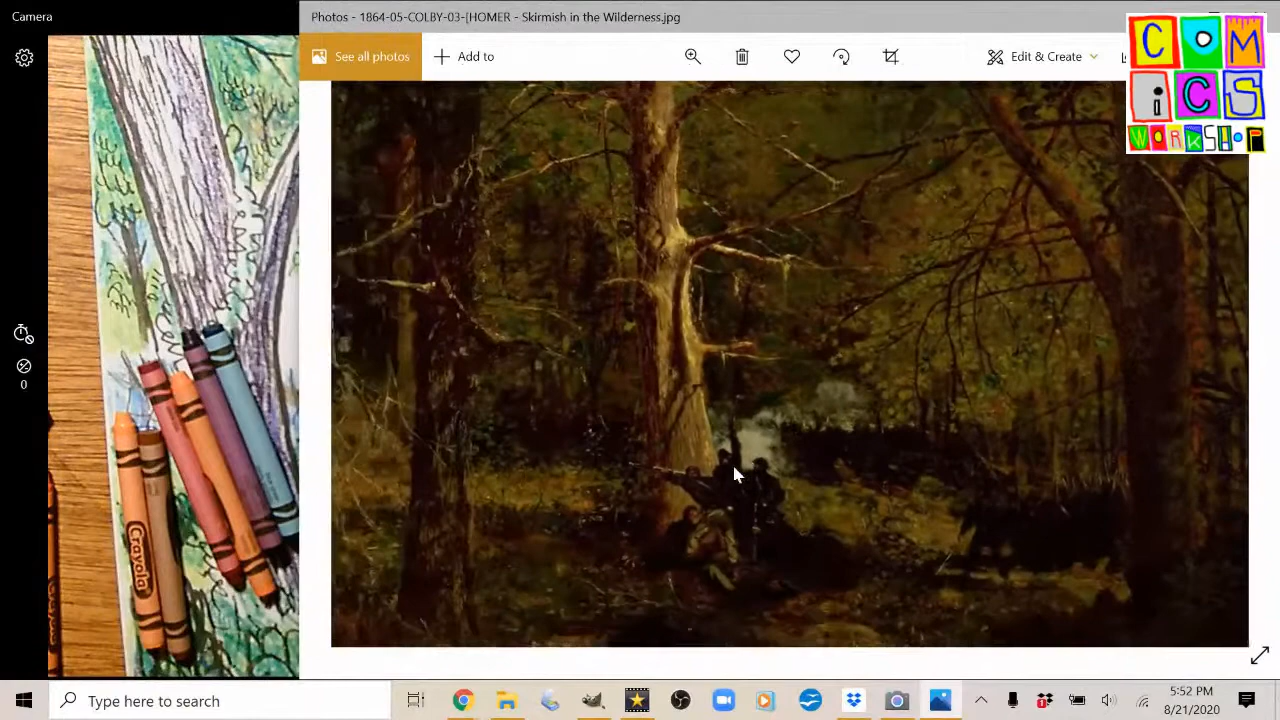 Camera
Photos - 1864-05-COLBY-03-[HOMER - Skirmish in the Wilderness.jpg
COMiCS
WORKSHOP
See all photos
Add to
Edit & Create
0
Crayola
Type here to search
5:52 PM
8/21/2020